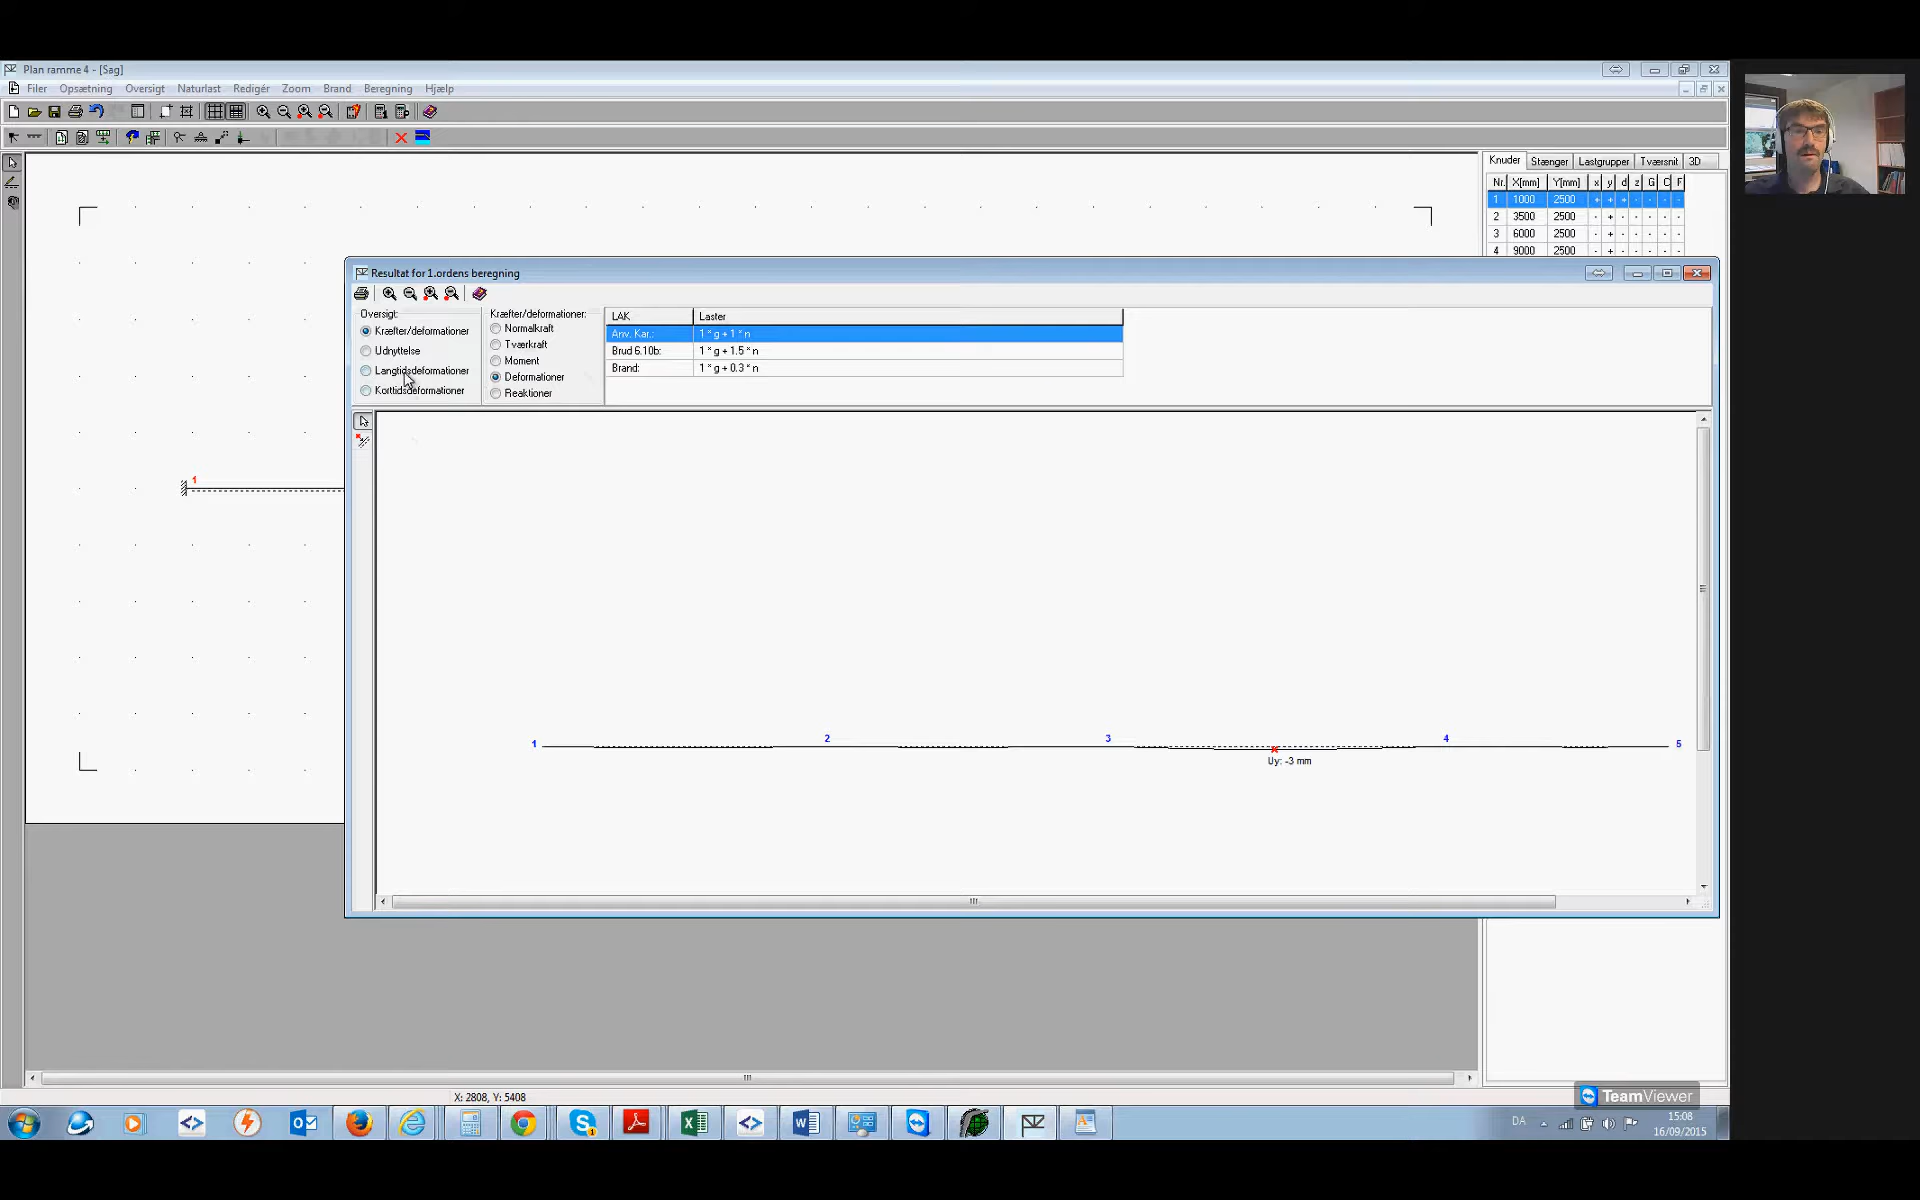 Plan ramme 4 - [Sag]
Filer Opsætning Oversigt Naturlast Redigér Zoom Brand Beregning Hjælp
Knuder Stænger Lastgrupper Tværsnit 3D
Nr. X[mm] Y[mm] x y d z G C F
1 1000 2500 + + + - - - -
2 3500 2500 - + - - - - -
3 6000 2500 - + - - - - -
4 9000 2500 - + - - - - -
1
Resultat for 1.ordens beregning
Oversigt:
Kræfter/deformationer
Udnyttelse
Langtidsdeformationer
Korttidsdeformationer
Kræfter/deformationer:
Normalkraft
Tværkraft
Moment
Deformationer
Reaktioner
LAK Laster
Anv. Kar.: 1 * g + 1 * n
Brud 6.10b: 1 * g + 1.5 * n
Brand: 1 * g + 0.3 * n
1 2 3 4 5
Uy: -3 mm
X: 2808, Y: 5408
TeamViewer
DA
15:08
16/09/2015